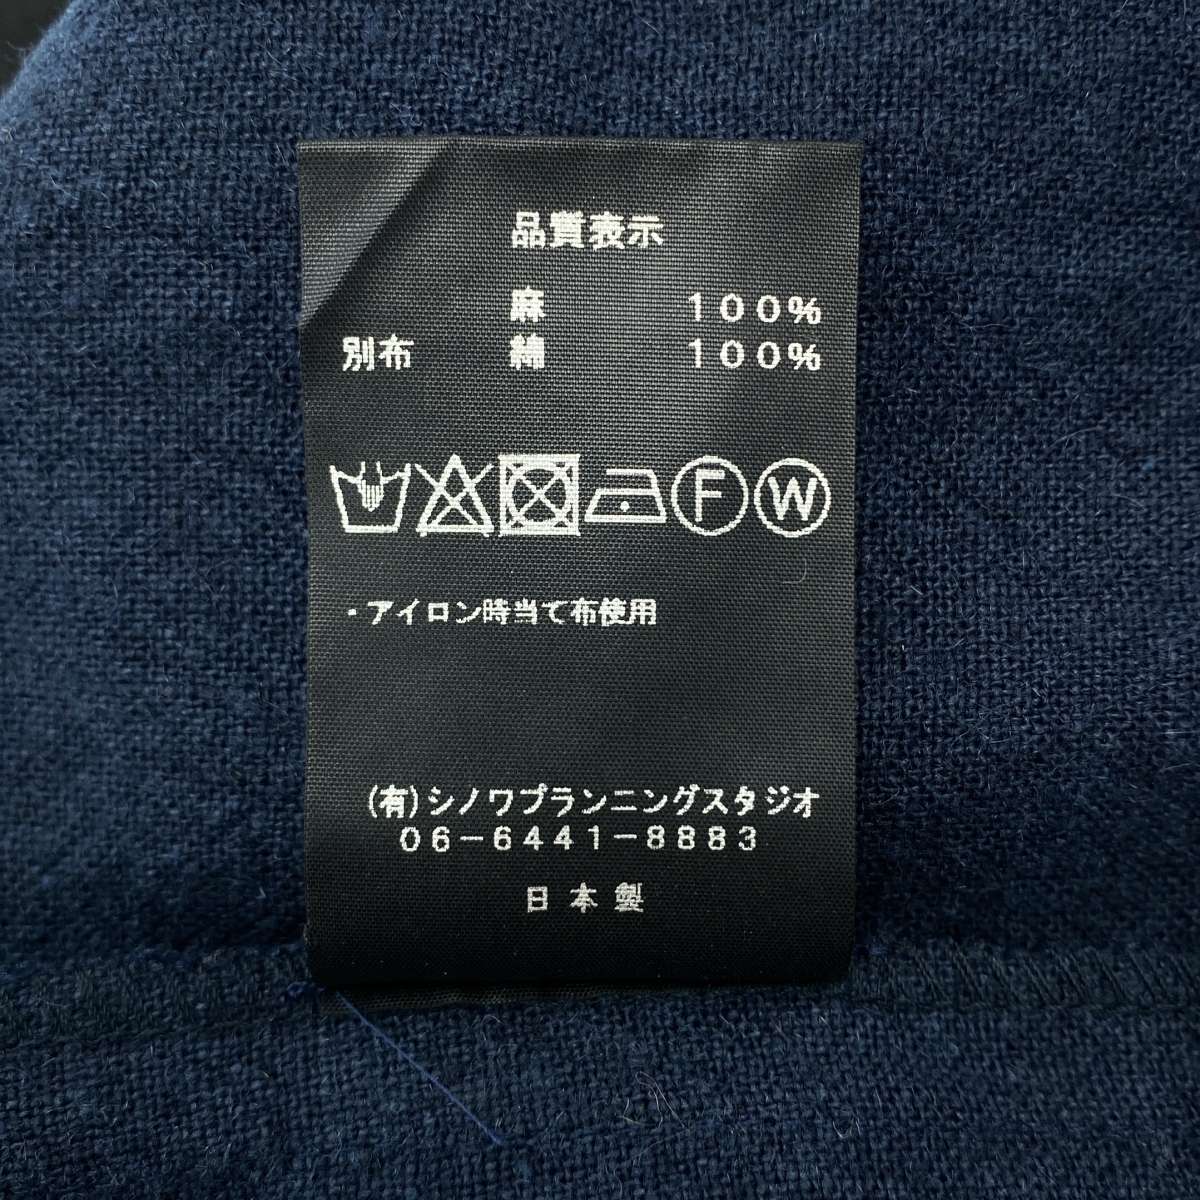 品質表示
麻 100%
別布 綿 100%
F W
・アイロン時当て布使用
(有)シノワプランニングスタジオ
06-6441-8883
日本製